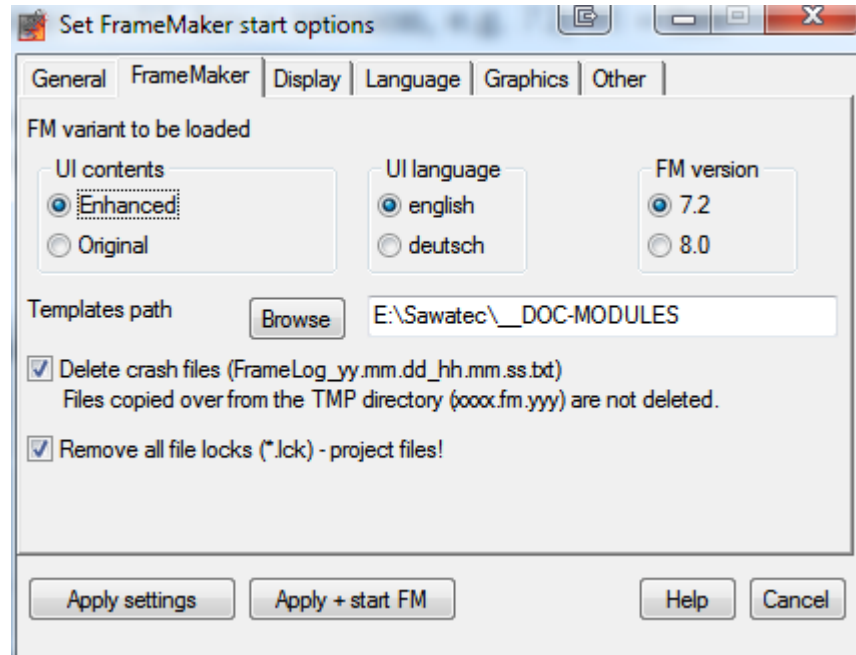 Set FrameMaker start options
General FrameMaker Display Language Graphics Other
FM variant to be loaded
UI contents UI language FM version
Enhanced english 7.2
Original deutsch 8.0
Templates path Browse E:\Sawatec\__DOC-MODULES
Delete crash files (FrameLog_yy.mm.dd_hh.mm.ss.txt)
Files copied over from the TMP directory (xxxx.fm.yyy) are not deleted.
Remove all file locks (*.lck) - project files!
Apply settings Apply + start FM Help Cancel